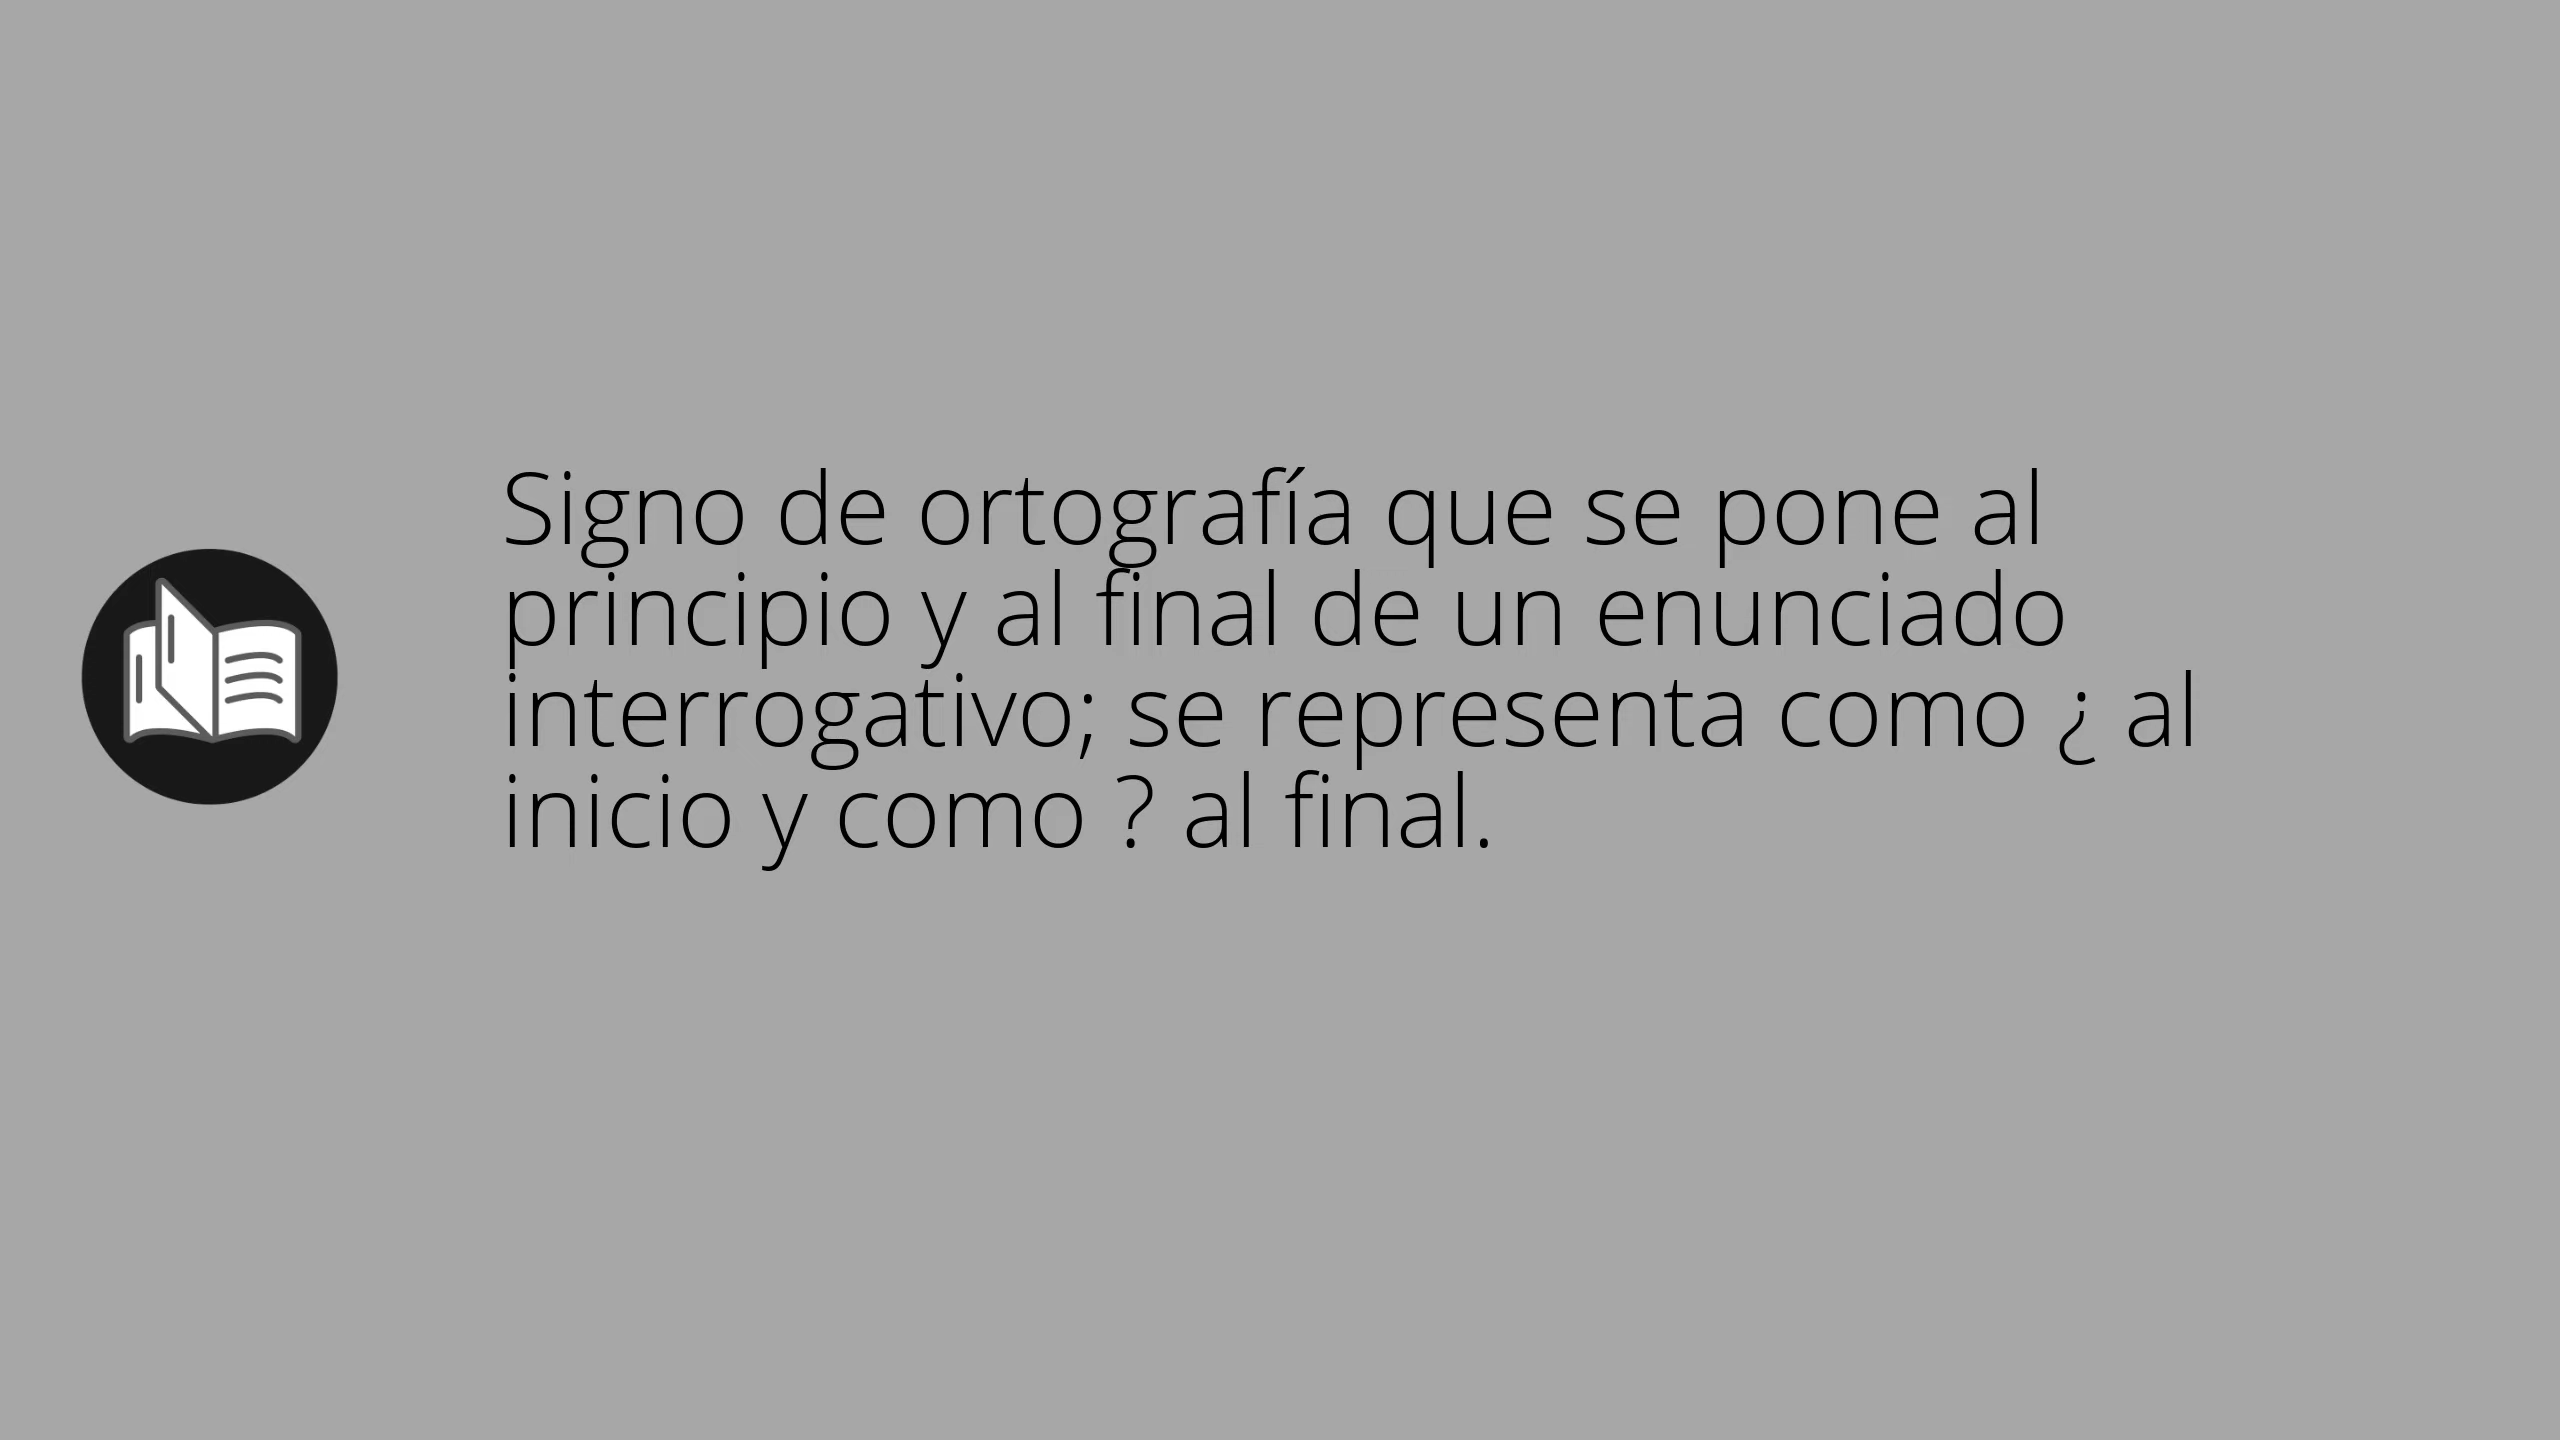 Signo de ortografía que se pone al
principio y al final de un enunciado
interrogativo; se representa como ¿ al
inicio y como ? al final.